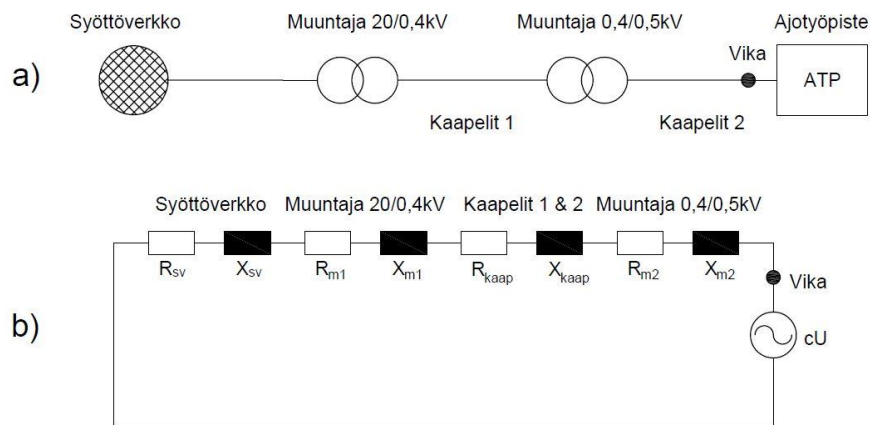 Syöttöverkko Muuntaja 20/0,4kV Muuntaja 0,4/0,5kV Ajotyöpiste
Vika
a)
ATP
Kaapelit 1 Kaapelit 2
Syöttöverkko Muuntaja 20/0,4kV Kaapelit 1 & 2 Muuntaja 0,4/0,5kV
Rsv Xsv Rm1 Xm1 Rkaap Xkaap Rm2 Xm2
Vika
b)
cU